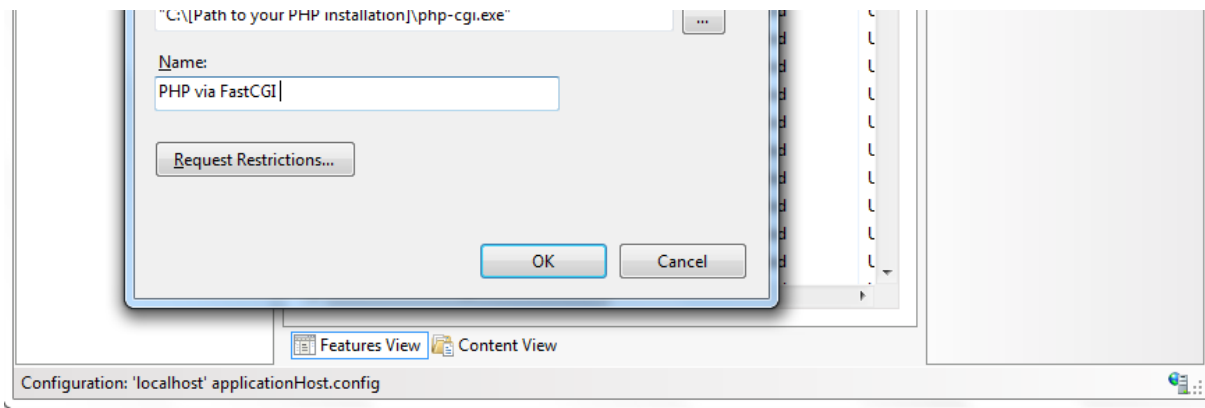 "C:\[Path to your PHP installation]\php-cgi.exe"
...
Name:
PHP via FastCGI
Request Restrictions...
OK Cancel
Features View Content View
Configuration: 'localhost' applicationHost.config